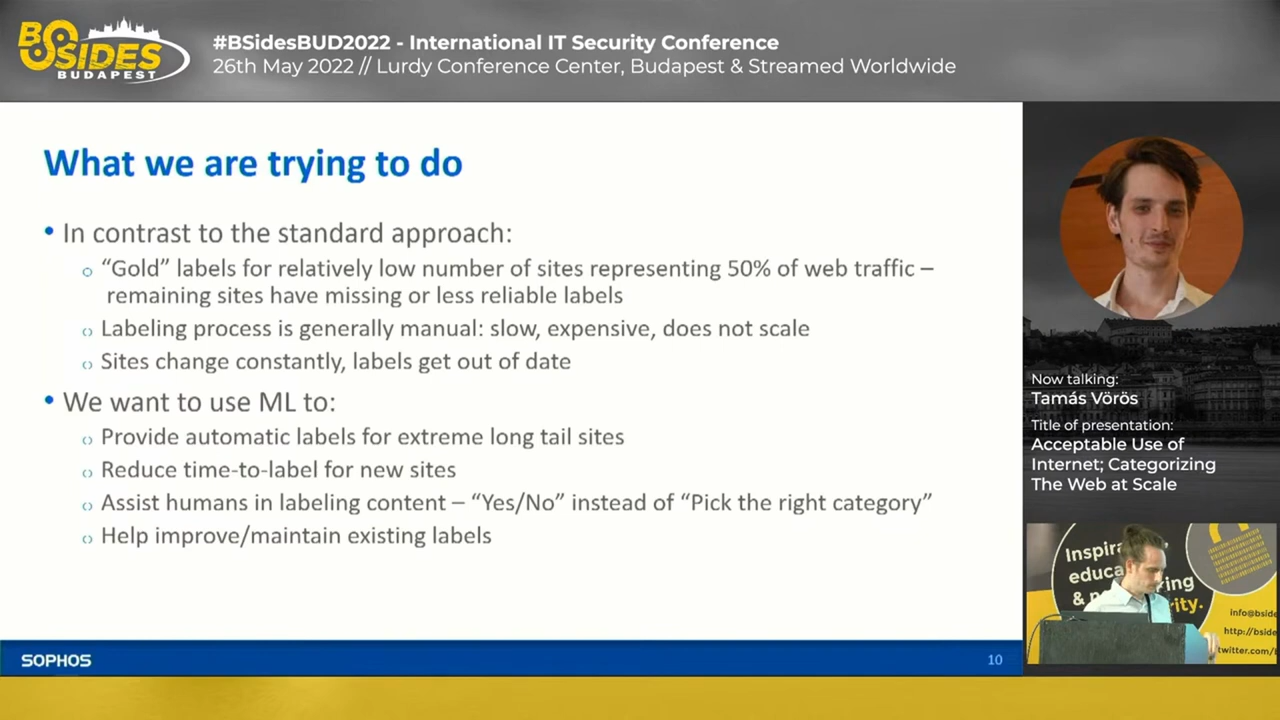 BSIDES
BUDAPEST
#BSidesBUD2022 - International IT Security Conference
26th May 2022 // Lurdy Conference Center, Budapest & Streamed Worldwide
What we are trying to do
• In contrast to the standard approach:
“Gold” labels for relatively low number of sites representing 50% of web traffic –
remaining sites have missing or less reliable labels
Labeling process is generally manual: slow, expensive, does not scale
Sites change constantly, labels get out of date
• We want to use ML to:
Provide automatic labels for extreme long tail sites
Reduce time-to-label for new sites
Assist humans in labeling content – “Yes/No” instead of “Pick the right category”
Help improve/maintain existing labels
SOPHOS
10
Now talking:
Tamás Vörös
Title of presentation:
Acceptable Use of
Internet; Categorizing
The Web at Scale
Inspira
educa
ring
&
ity.
info@bside
http://bside
twitter.com/